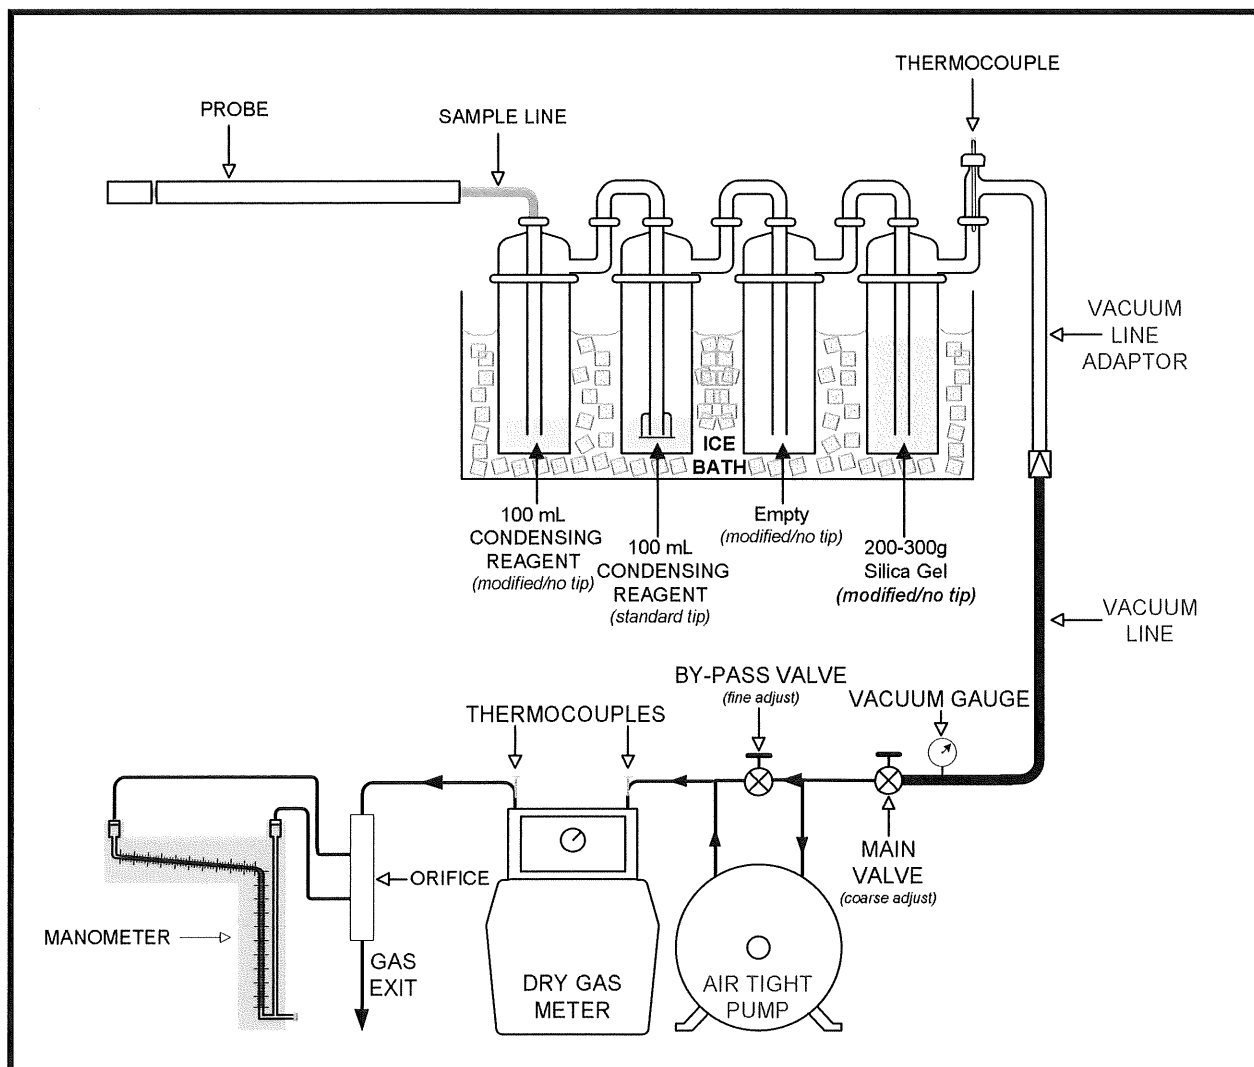 THERMOCOUPLE
PROBE
SAMPLE LINE
VACUUM
LINE
ADAPTOR
ICE
BATH
100 mL
CONDENSING
REAGENT
(modified/no tip)
100 mL
CONDENSING
REAGENT
(standard tip)
Empty
(modified/no tip)
200-300g
Silica Gel
(modified/no tip)
VACUUM
LINE
BY-PASS VALVE
(fine adjust)
VACUUM GAUGE
THERMOCOUPLES
MAIN
VALVE
(coarse adjust)
ORIFICE
MANOMETER
GAS
EXIT
DRY GAS
METER
AIR TIGHT
PUMP